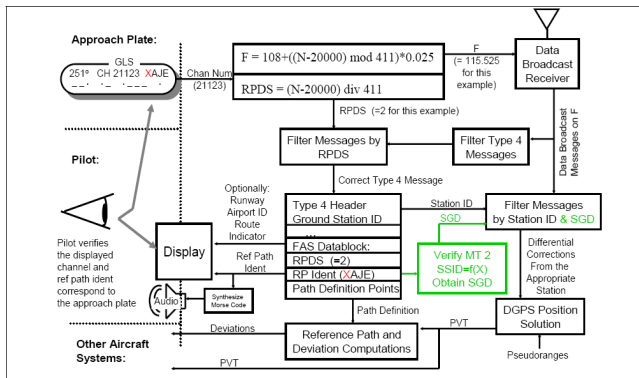 Approach Plate:
GLS
251° CH 21123 XAJE
Chan Num
(21123)
F = 108+((N-20000) mod 411)*0.025
RPDS = (N-20000) div 411
F
(= 115.525
for this
example)
Data
Broadcast
Receiver
RPDS (=2 for this example)
Filter Messages by
RPDS
Filter Type 4
Messages
Data Broadcast
Messages on F
Pilot:
Correct Type 4 Message
Optionally:
Runway
Airport ID
Route
Indicator
Type 4 Header
Ground Station ID
...
FAS Datablock:
RPDS (=2)
RP Ident (XAJE)
Path Definition Points
Station ID
SGD
Filter Messages
by Station ID & SGD
Verify MT 2
SSID=f(X)
Obtain SGD
Differential
Corrections
From the
Appropriate
Station
Display
Ref Path
Ident
Pilot verifies
the displayed
channel and
ref path ident
correspond to
the approach plate
Audio
Synthesize
Morse Code
Path Definition
Deviations
Reference Path and
Deviation Computations
PVT
DGPS Position
Solution
Other Aircraft
Systems:
PVT
Pseudoranges